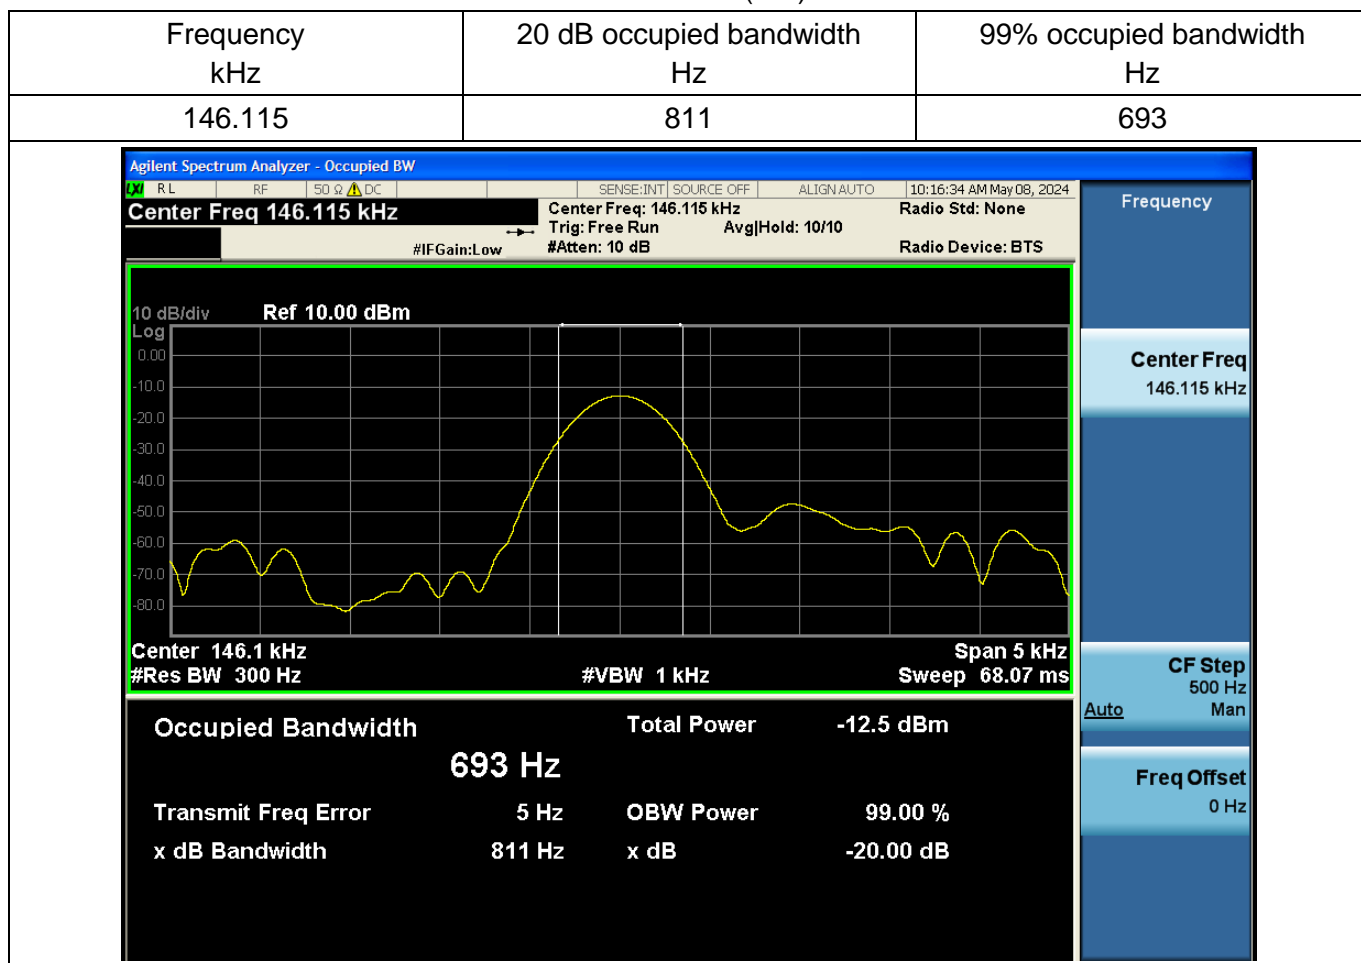 Frequency 20 dB occupied bandwidth 99% occupied bandwidth
kHz Hz Hz
146.115 811 693
Agilent Spectrum Analyzer - Occupied BW
LXI RL RF 50 Ω DC SENSE:INT SOURCE OFF ALIGN AUTO 10:16:34 AM May 08, 2024
Center Freq 146.115 kHz
Center Freq: 146.115 kHz Radio Std: None
Trig: Free Run Avg|Hold: 10/10
#IFGain:Low #Atten: 10 dB Radio Device: BTS
Frequency
10 dB/div Ref 10.00 dBm
Log
0.00
-10.0
-20.0
-30.0
-40.0
-50.0
-60.0
-70.0
-80.0
Center 146.1 kHz Span 5 kHz
#Res BW 300 Hz #VBW 1 kHz Sweep 68.07 ms
Occupied Bandwidth Total Power -12.5 dBm
693 Hz
Transmit Freq Error 5 Hz OBW Power 99.00 %
x dB Bandwidth 811 Hz x dB -20.00 dB
Center Freq
146.115 kHz
CF Step
500 Hz
Auto Man
Freq Offset
0 Hz